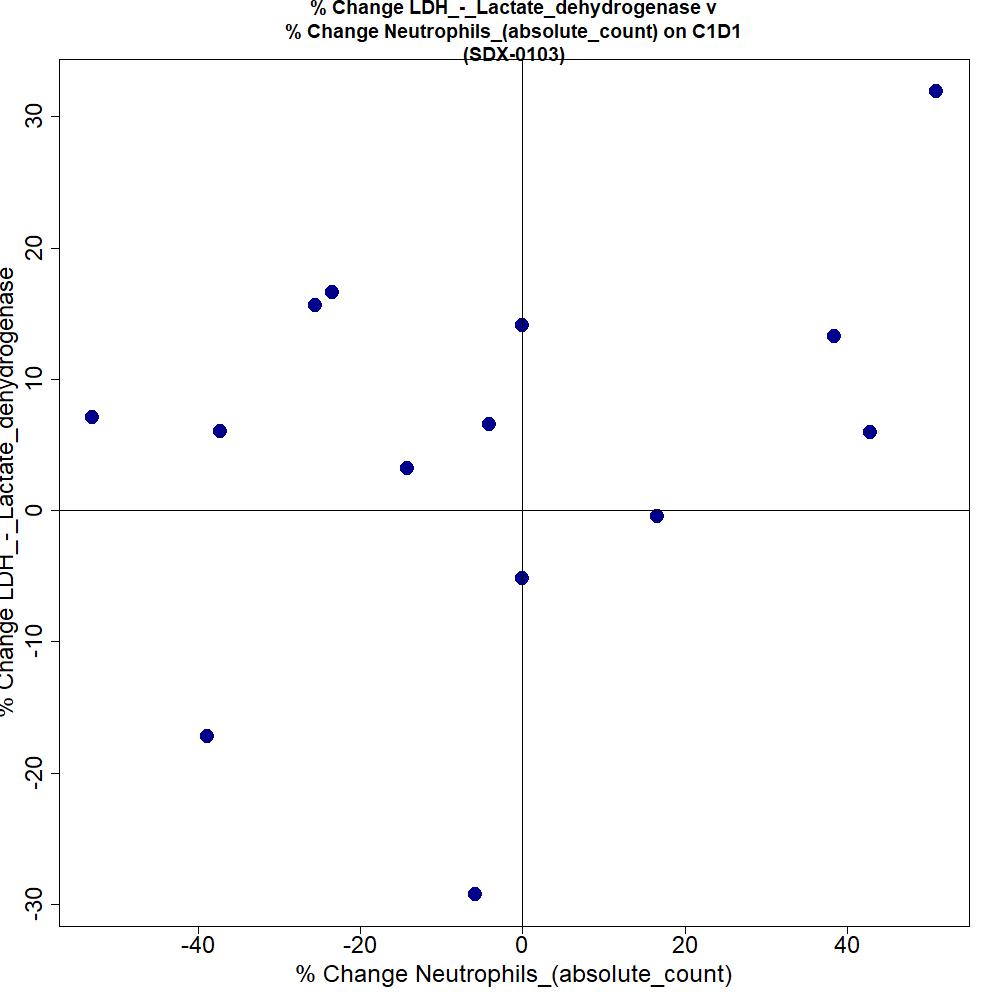 % Change LDH_-_Lactate_dehydrogenase v
% Change Neutrophils_(absolute_count) on C1D1
(SDX-0103)
% Change LDH_-_Lactate_dehydrogenase
30
20
10
0
-10
-20
-30
-40 -20 0 20 40
% Change Neutrophils_(absolute_count)